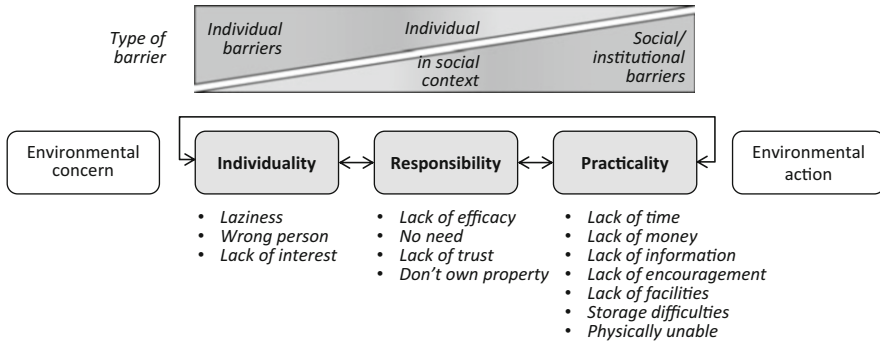 Type of
barrier
Individual
barriers
Individual
in social
context
Social/
institutional
barriers
Environmental
concern
Individuality
Responsibility
Practicality
Environmental
action
• Laziness
• Wrong person
• Lack of interest
• Lack of efficacy
• No need
• Lack of trust
• Don't own property
• Lack of time
• Lack of money
• Lack of information
• Lack of encouragement
• Lack of facilities
• Storage difficulties
• Physically unable